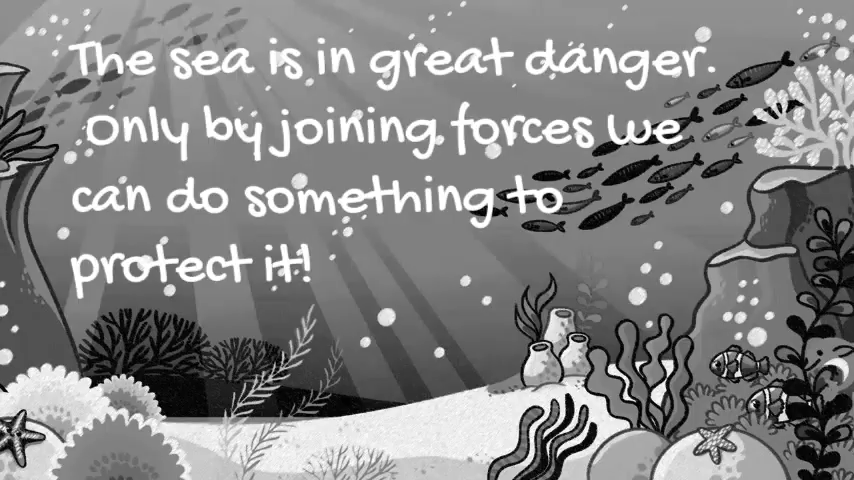 The sea is in great danger.
Only by joining forces we
can do something to
protect it!